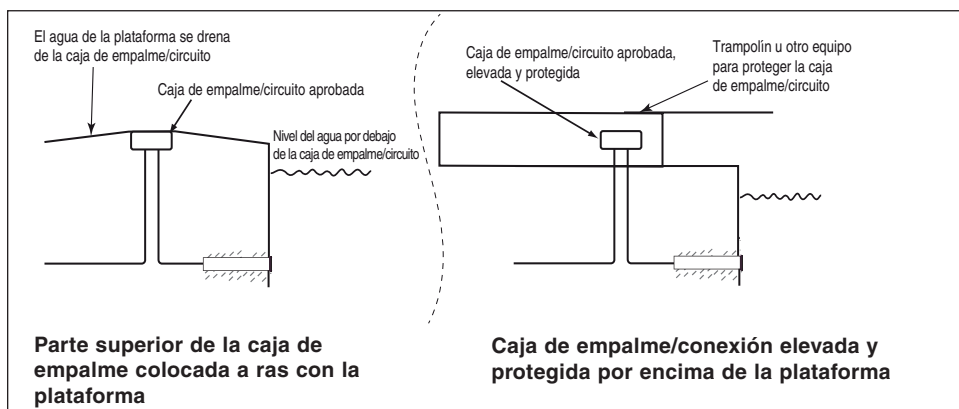 El agua de la plataforma se drena
de la caja de empalme/circuito
Caja de empalme/circuito aprobada
Nivel del agua por debajo
de la caja de empalme/circuito
Parte superior de la caja de
empalme colocada a ras con la
plataforma
Caja de empalme/circuito aprobada,
elevada y protegida
Trampolín u otro equipo
para proteger la caja
de empalme/circuito
Caja de empalme/conexión elevada y
protegida por encima de la plataforma